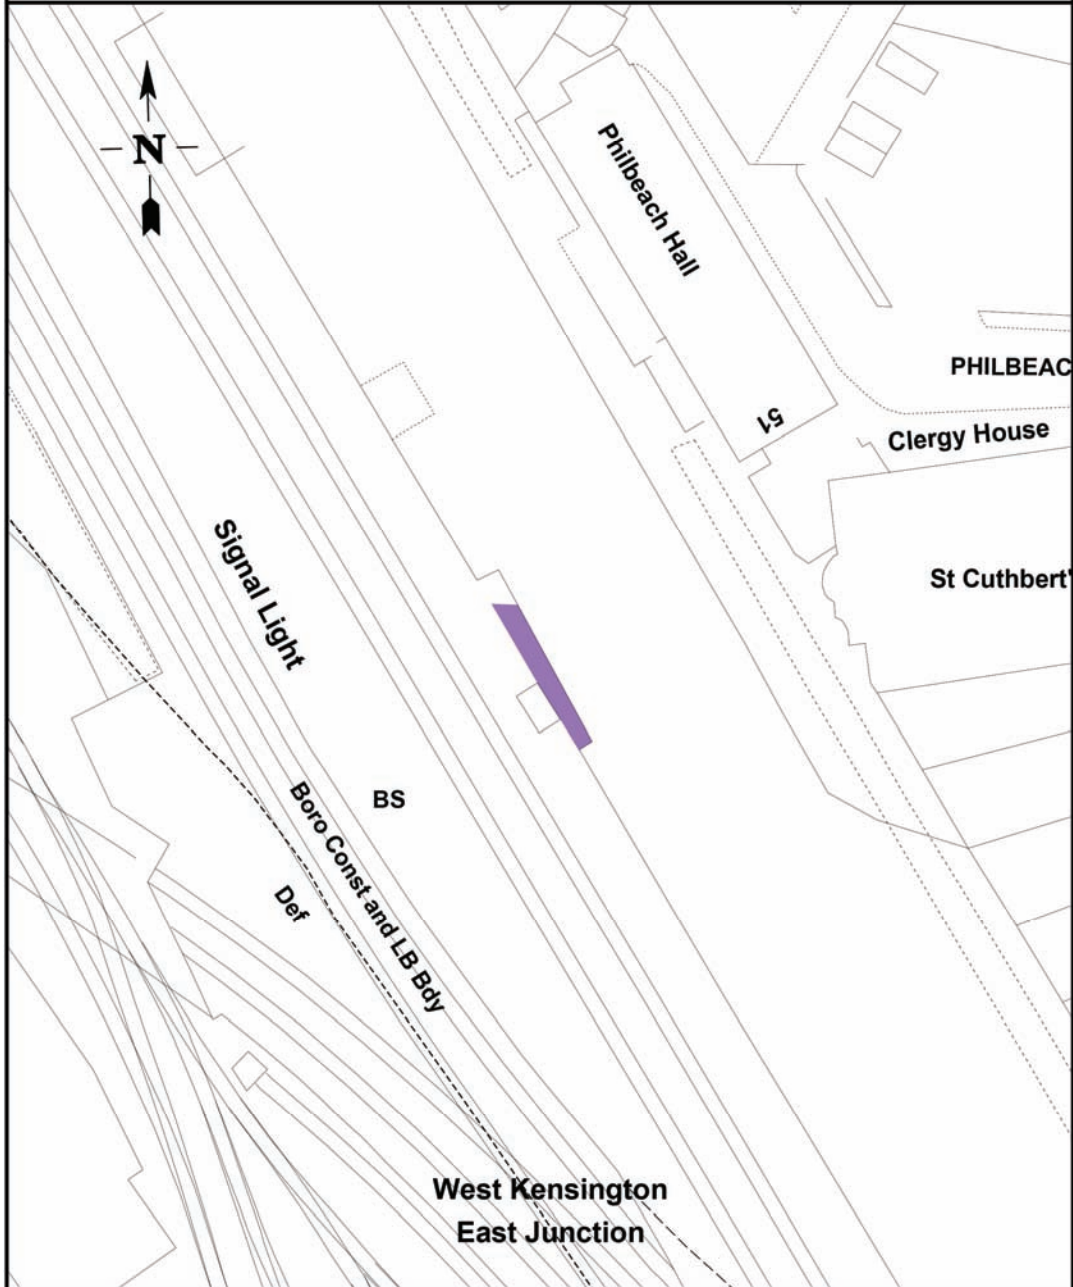 N
Philbeach Hall
PHILBEAC
51
Clergy House
Signal Light
St Cuthbert'
BS
Boro Const and LB Bdy
Def
West Kensington
East Junction